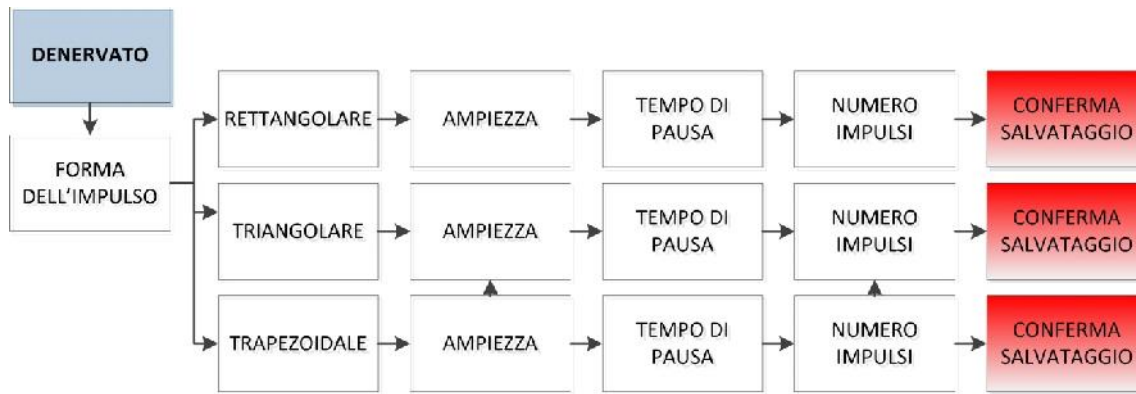 DENERVATO
FORMA
DELL'IMPULSO
RETTANGOLARE
AMPIEZZA
TEMPO DI
PAUSA
NUMERO
IMPULSI
CONFERMA
SALVATAGGIO
TRIANGOLARE
AMPIEZZA
TEMPO DI
PAUSA
NUMERO
IMPULSI
CONFERMA
SALVATAGGIO
TRAPEZOIDALE
AMPIEZZA
TEMPO DI
PAUSA
NUMERO
IMPULSI
CONFERMA
SALVATAGGIO